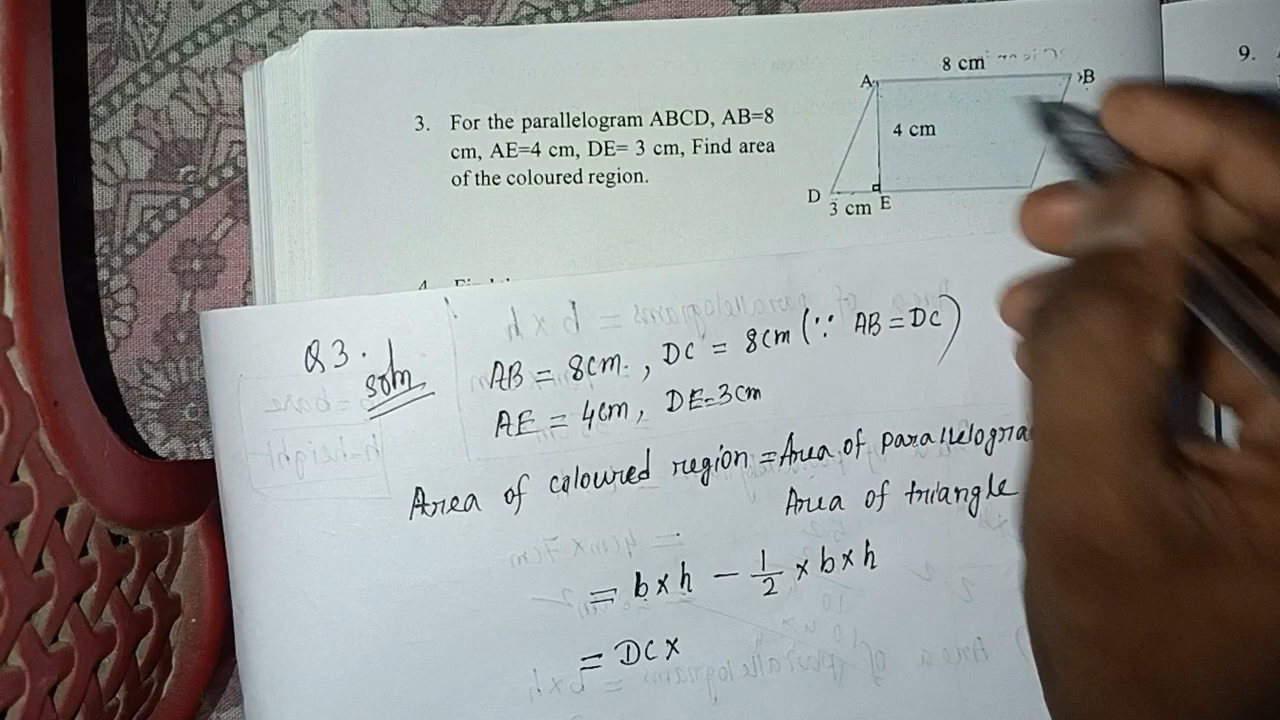 8 cm
9.
A
B
3. For the parallelogram ABCD, AB=8
cm, AE=4 cm, DE= 3 cm, Find area
of the coloured region.
4 cm
D
3 cm E
Q3.
Soln
AB = 8cm., DC = 8cm (∵ AB = DC)
AE = 4cm, DE=3cm
Area of coloured region = Area of
Area of triangle
= b×h - 1/2 × b×h
= DC×